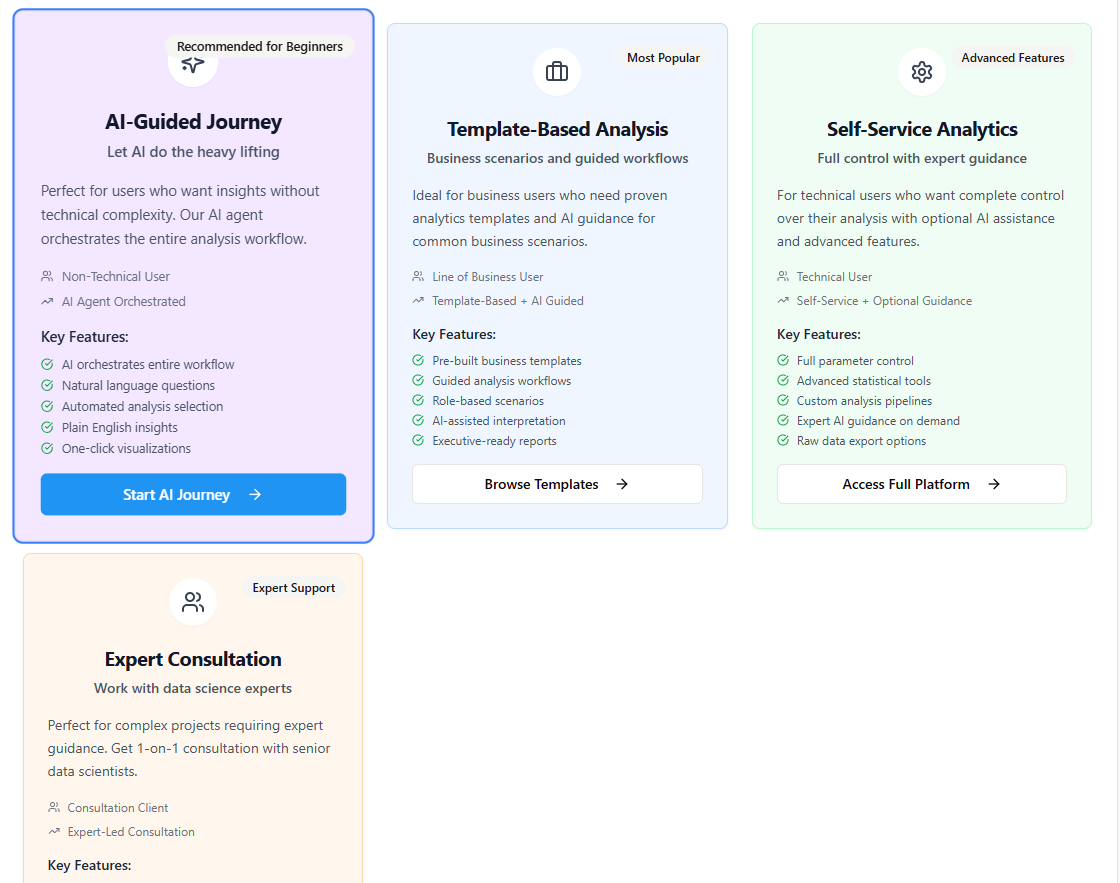 Recommended for Beginners
AI-Guided Journey
Let AI do the heavy lifting
Perfect for users who want insights without
technical complexity. Our AI agent
orchestrates the entire analysis workflow.
Non-Technical User
AI Agent Orchestrated
Key Features:
AI orchestrates entire workflow
Natural language questions
Automated analysis selection
Plain English insights
One-click visualizations
Start AI Journey
Most Popular
Template-Based Analysis
Business scenarios and guided workflows
Ideal for business users who need proven
analytics templates and AI guidance for
common business scenarios.
Line of Business User
Template-Based + AI Guided
Key Features:
Pre-built business templates
Guided analysis workflows
Role-based scenarios
AI-assisted interpretation
Executive-ready reports
Browse Templates
Advanced Features
Self-Service Analytics
Full control with expert guidance
For technical users who want complete control
over their analysis with optional AI assistance
and advanced features.
Technical User
Self-Service + Optional Guidance
Key Features:
Full parameter control
Advanced statistical tools
Custom analysis pipelines
Expert AI guidance on demand
Raw data export options
Access Full Platform
Expert Support
Expert Consultation
Work with data science experts
Perfect for complex projects requiring expert
guidance. Get 1-on-1 consultation with senior
data scientists.
Consultation Client
Expert-Led Consultation
Key Features: